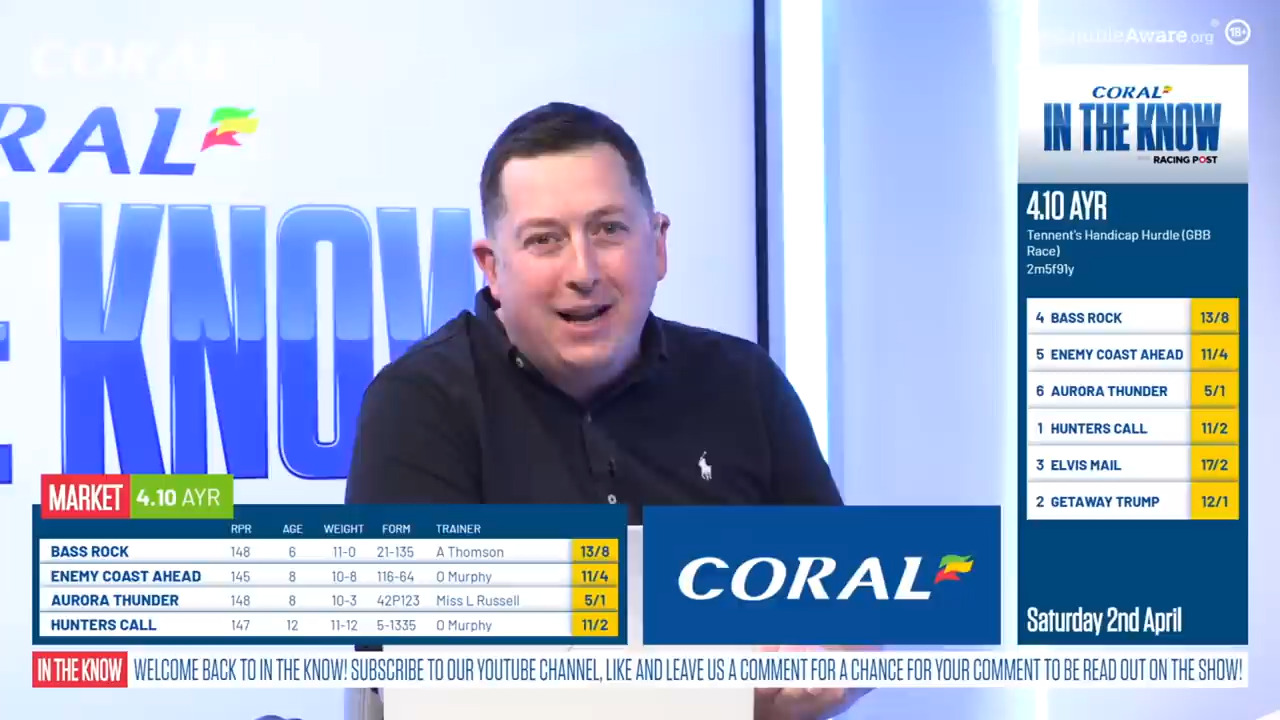 CORAL
GambleAware.org 18+
RAL
E KNOW
CORAL
IN THE KNOW
WITH RACING POST
4.10 AYR
Tennent's Handicap Hurdle (GBB
Race)
2m5f91y
4 BASS ROCK 13/8
5 ENEMY COAST AHEAD 11/4
6 AURORA THUNDER 5/1
1 HUNTERS CALL 11/2
3 ELVIS MAIL 17/2
2 GETAWAY TRUMP 12/1
Saturday 2nd April
MARKET 4.10 AYR
RPR AGE WEIGHT FORM TRAINER
BASS ROCK 148 6 11-0 21-135 A Thomson 13/8
ENEMY COAST AHEAD 145 8 10-8 116-64 O Murphy 11/4
AURORA THUNDER 148 8 10-3 42P123 Miss L Russell 5/1
HUNTERS CALL 147 12 11-12 5-1335 O Murphy 11/2
CORAL
IN THE KNOW WELCOME BACK TO IN THE KNOW! SUBSCRIBE TO OUR YOUTUBE CHANNEL, LIKE AND LEAVE US A COMMENT FOR A CHANCE FOR YOUR COMMENT TO BE READ OUT ON THE SHOW!